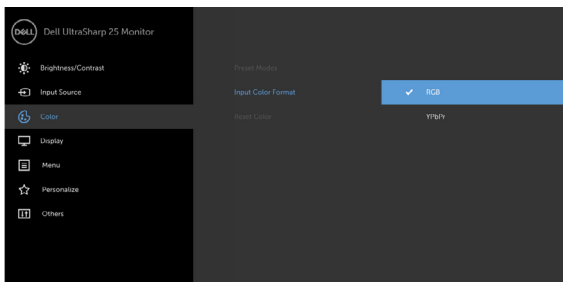 DELL Dell UltraSharp 25 Monitor
Brightness/Contrast
Preset Modes
Input Source
Input Color Format
RGB
Color
Reset Color
YPbPr
Display
Menu
Personalize
Others